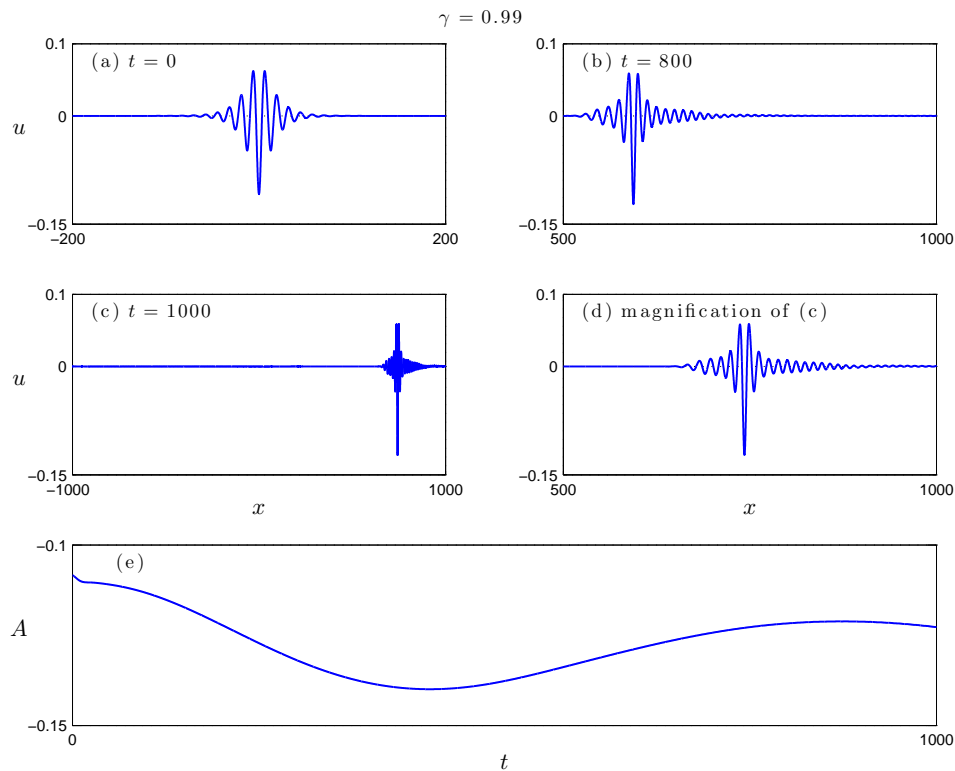 γ = 0.99
0.1
(a) t = 0
0
u
−0.15
−200
200
0.1
(b) t = 800
0
−0.15
500
1000
0.1
(c) t = 1000
0
u
−0.15
−1000
1000
x
0.1
(d) magnification of (c)
0
−0.15
500
1000
x
−0.1
(e)
A
−0.15
0
1000
t